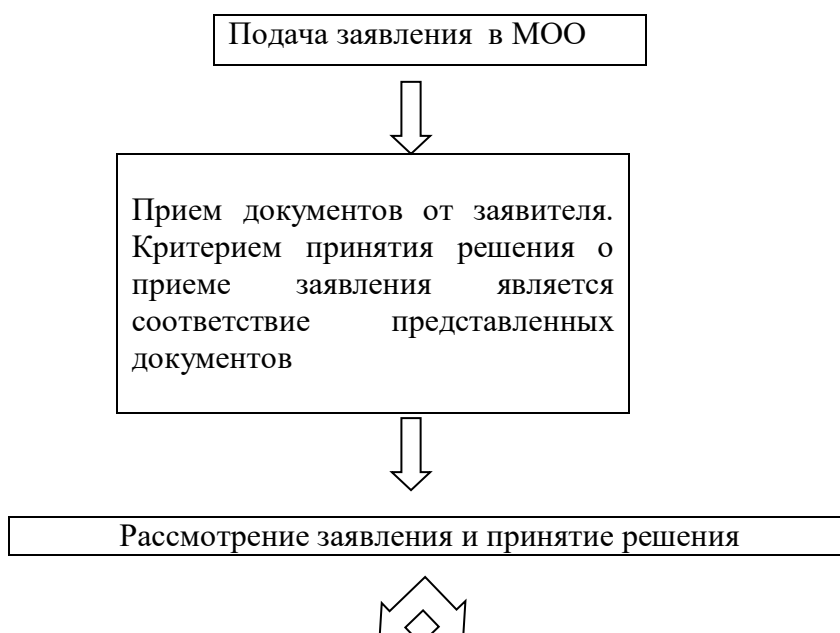 Подача заявления в МОО
Прием документов от заявителя.
Критерием принятия решения о
приеме заявления является
соответствие представленных
документов
Рассмотрение заявления и принятие решения